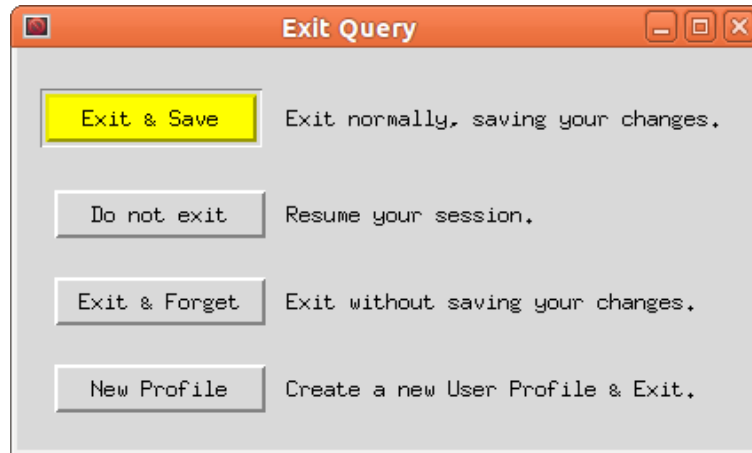 Exit Query
Exit & Save Exit normally, saving your changes.
Do not exit Resume your session.
Exit & Forget Exit without saving your changes.
New Profile Create a new User Profile & Exit.